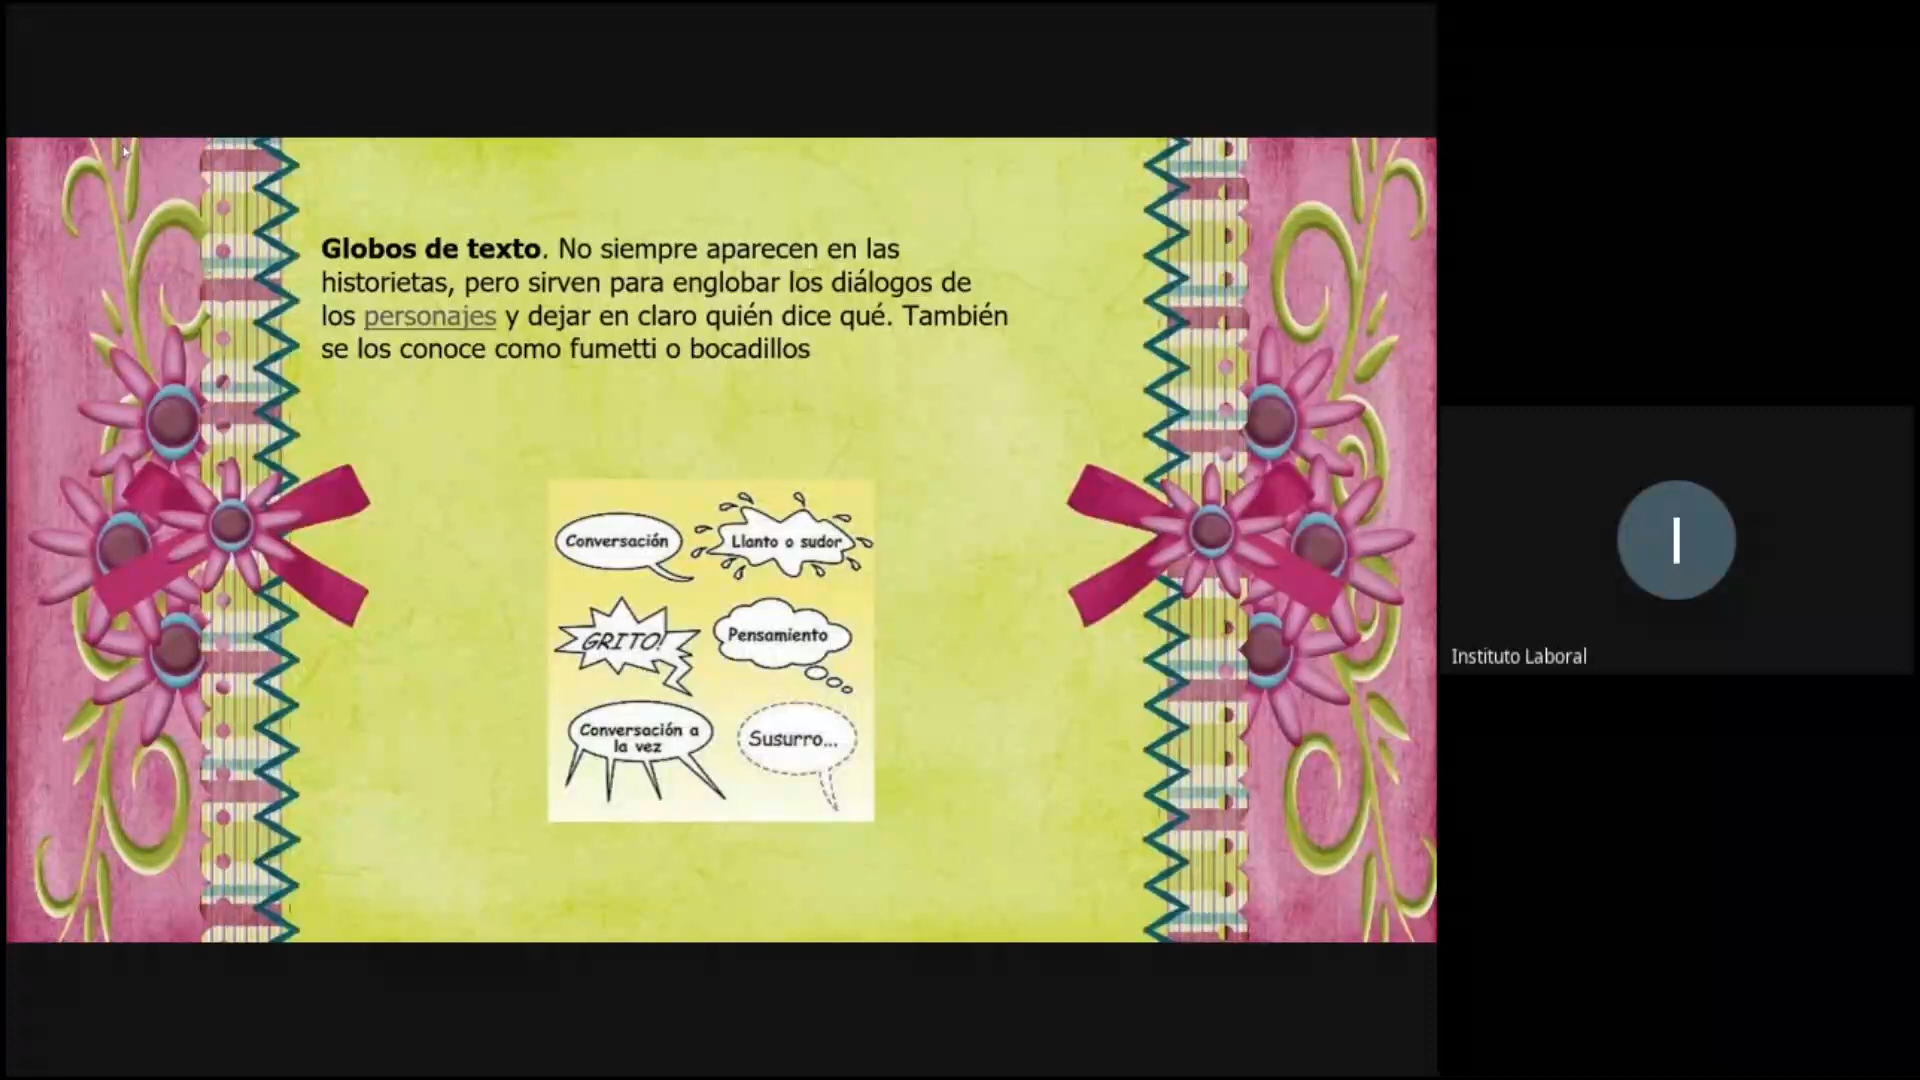 Globos de texto. No siempre aparecen en las
historietas, pero sirven para englobar los diálogos de
los personajes y dejar en claro quién dice qué. También
se los conoce como fumetti o bocadillos
Conversación
Llanto o sudor
GRITO!
Pensamiento
Conversación a
la vez
Susurro...
I
Instituto Laboral